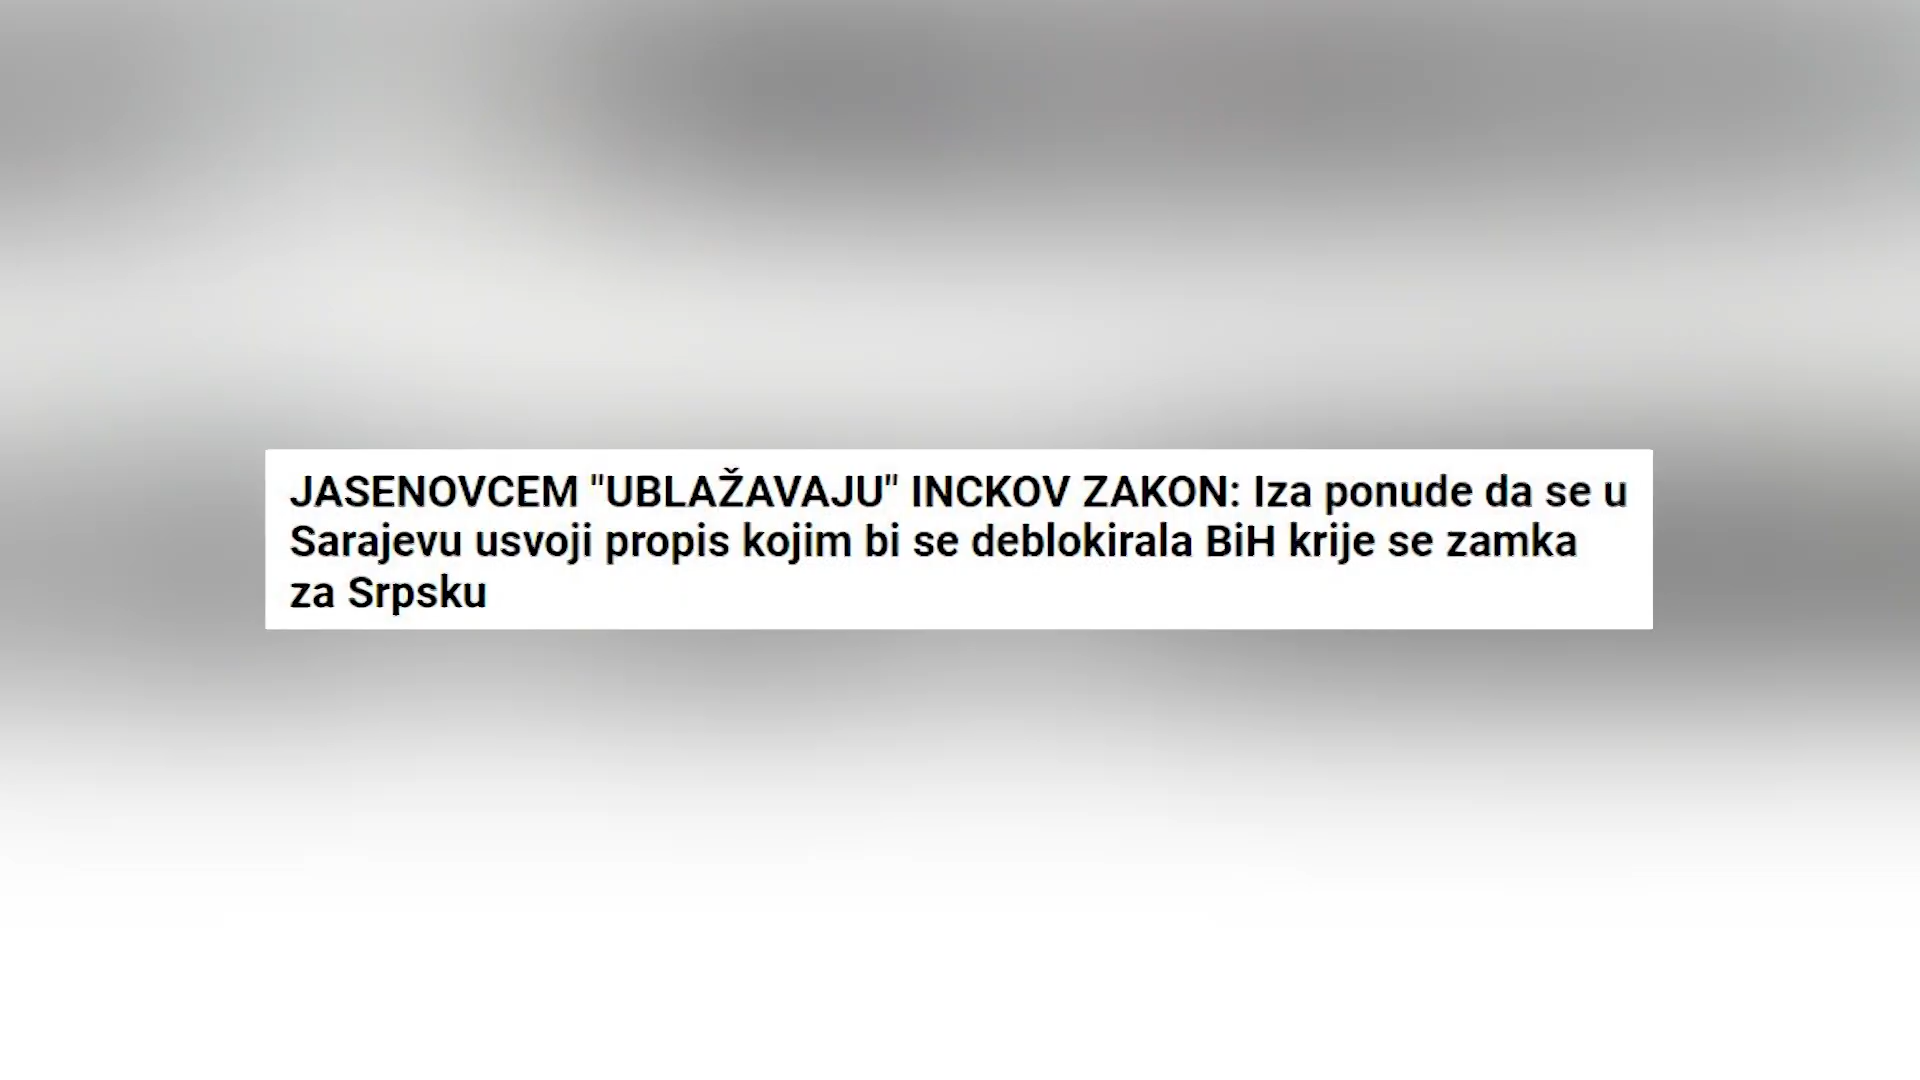 JASENOVCEM "UBLAŽAVAJU" INCKOV ZAKON: Iza ponude da se u
Sarajevu usvoji propis kojim bi se deblokirala BiH krije se zamka
za Srpsku